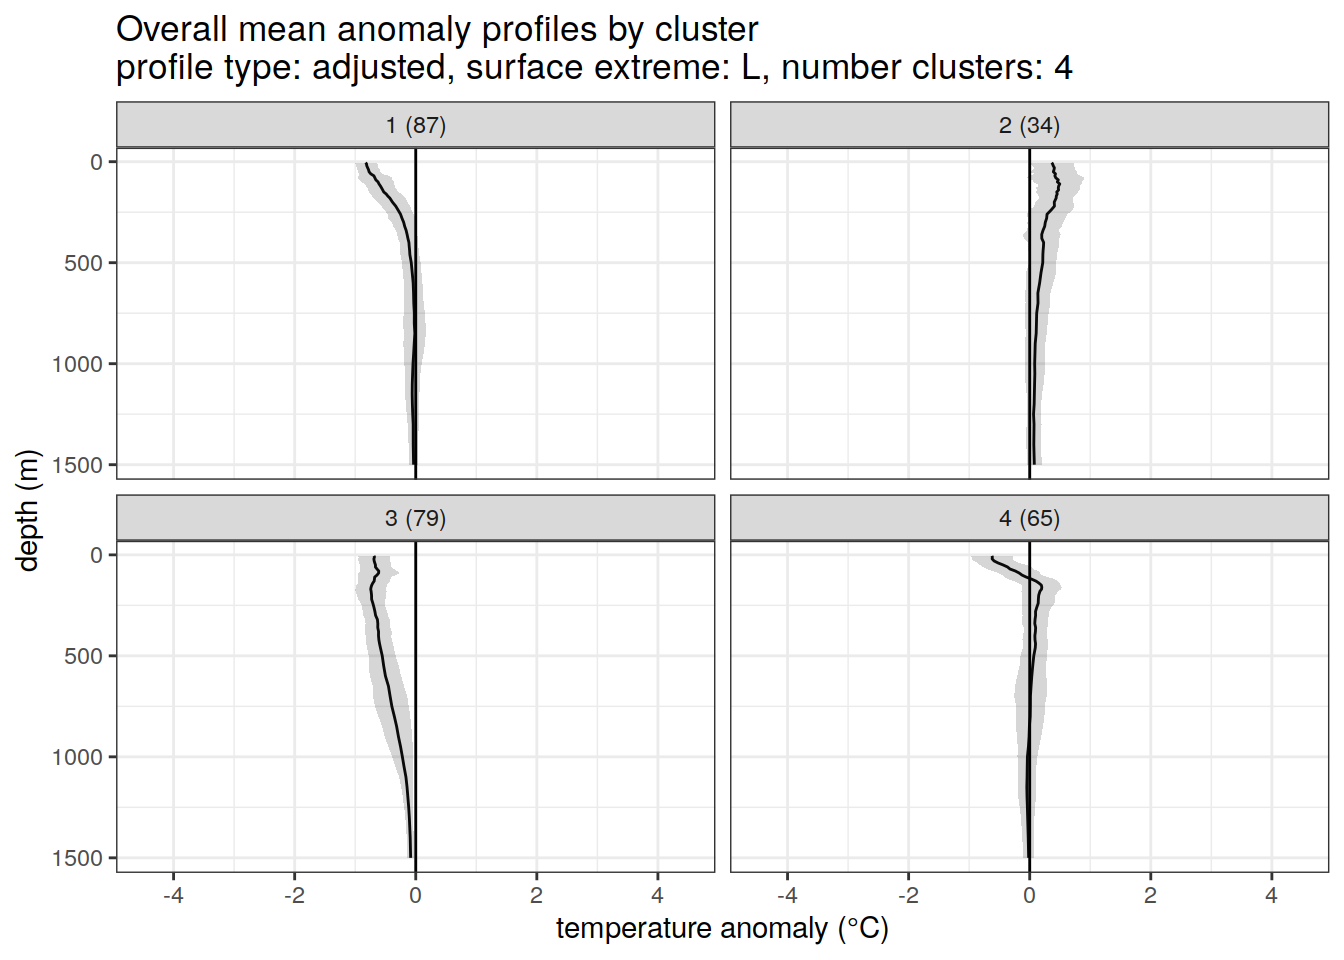 Overall mean anomaly profiles by cluster
profile type: adjusted, surface extreme: L, number clusters: 4
1 (87)
2 (34)
0
500
1000
1500
3 (79)
4 (65)
0
500
1000
1500
depth (m)
-4 -2 0 2 4
-4 -2 0 2 4
temperature anomaly (°C)